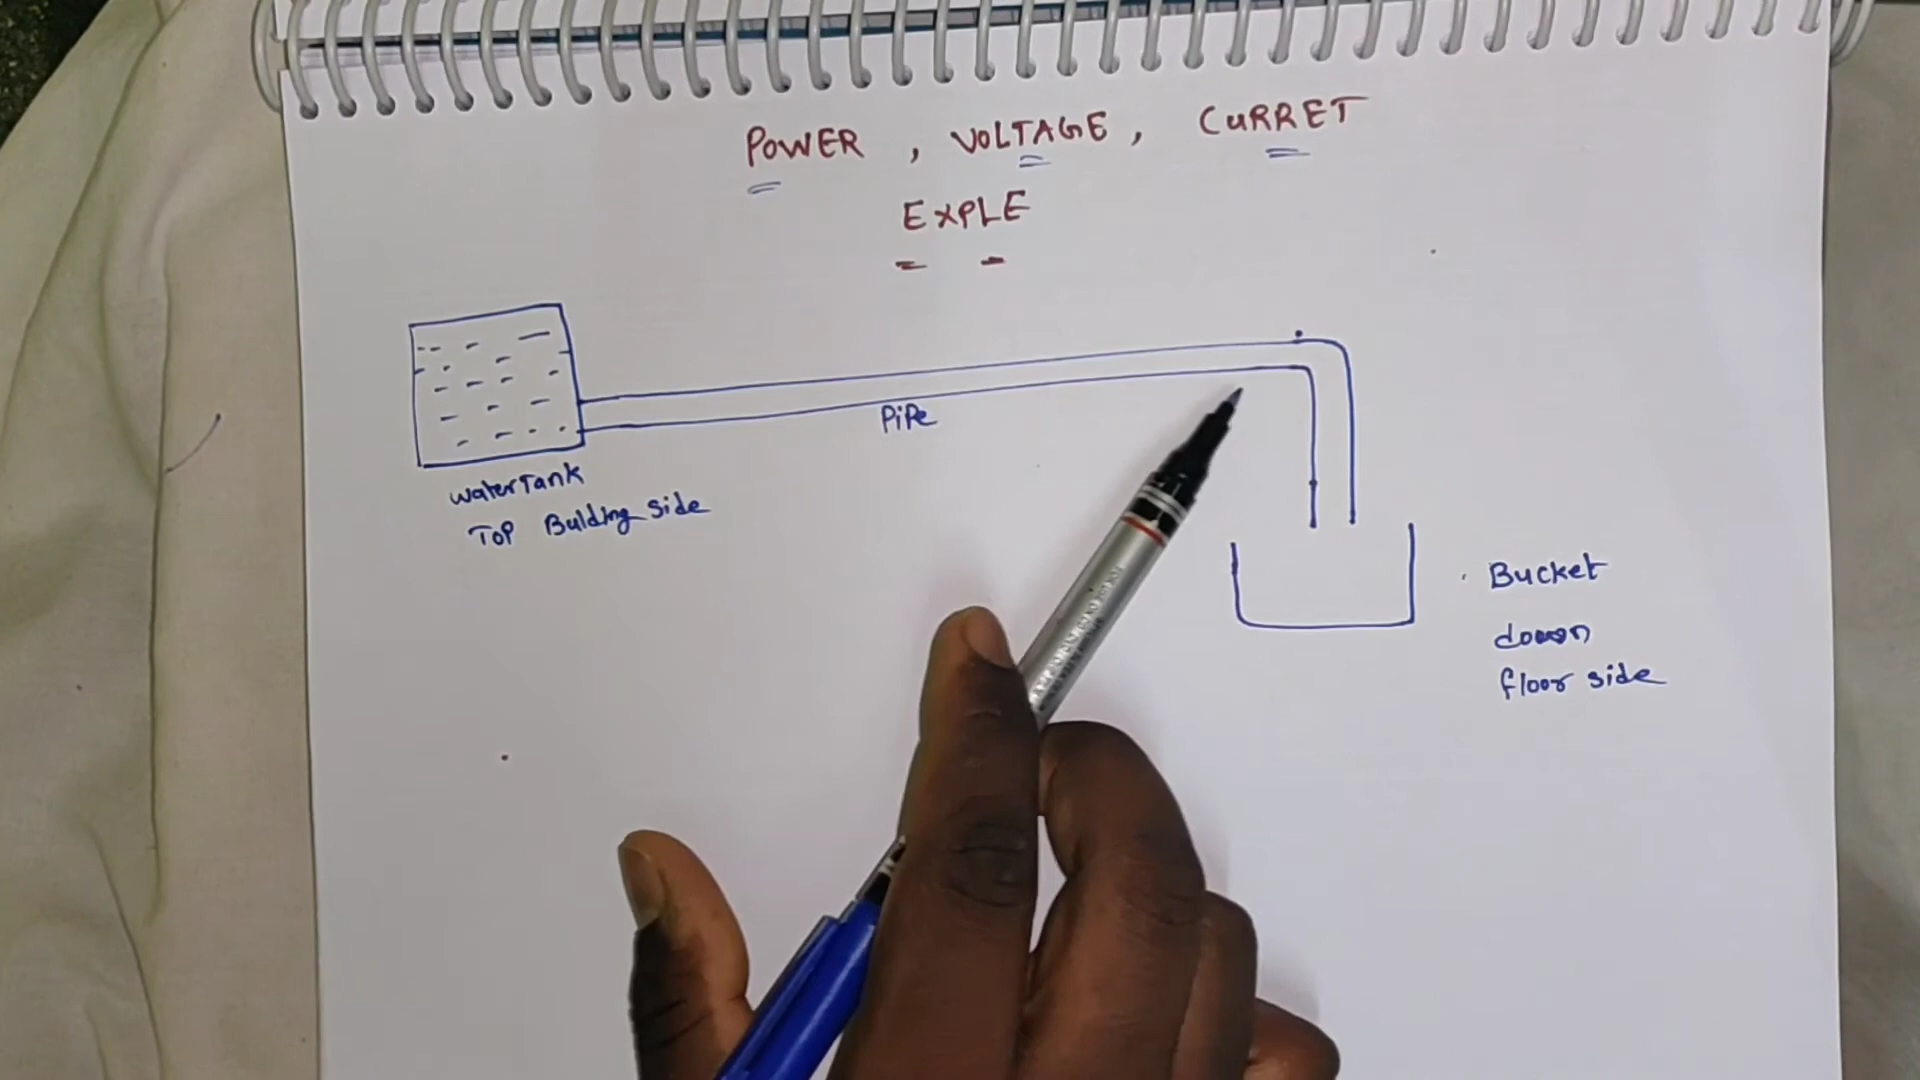 POWER , VOLTAGE , CURRET
EXPLE
PiPe
WaterTank
TOP Bulding side
Bucket
down
floor side